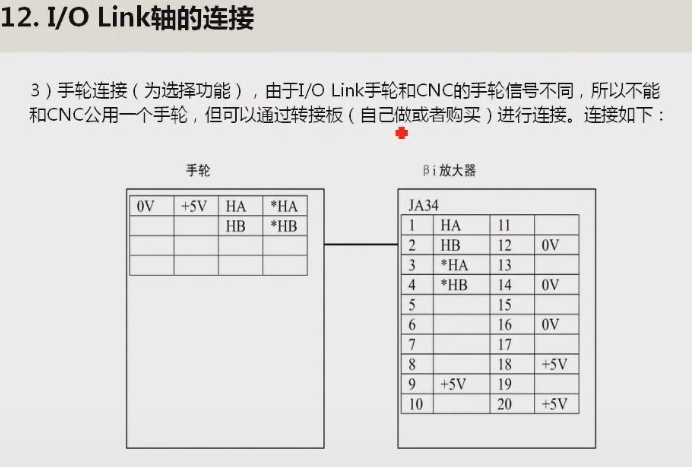 12. I/O Link轴的连接
3）手轮连接（为选择功能），由于I/O Link手轮和CNC的手轮信号不同，所以不能
和CNC公用一个手轮，但可以通过转接板（自己做或者购买）进行连接。连接如下：
手轮
0V +5V HA *HA
HB *HB
βi放大器
JA34
1 HA 11
2 HB 12 0V
3 *HA 13
4 *HB 14 0V
5 15
6 16 0V
7 17
8 18 +5V
9 +5V 19
10 20 +5V